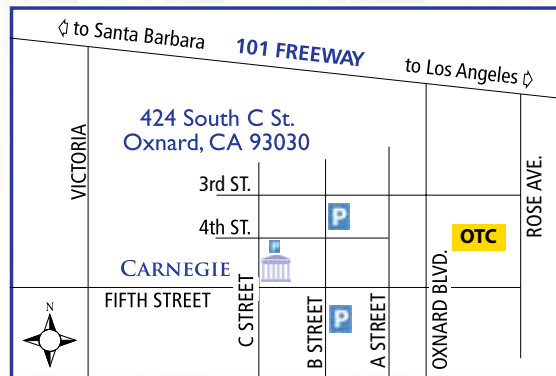 to Santa Barbara
101 FREEWAY
to Los Angeles
424 South C St.
Oxnard, CA 93030
VICTORIA
3rd ST.
ROSE AVE.
P
4th ST.
OTC
P
CARNEGIE
FIFTH STREET
C STREET
B STREET
P
A STREET
OXNARD BLVD.
N